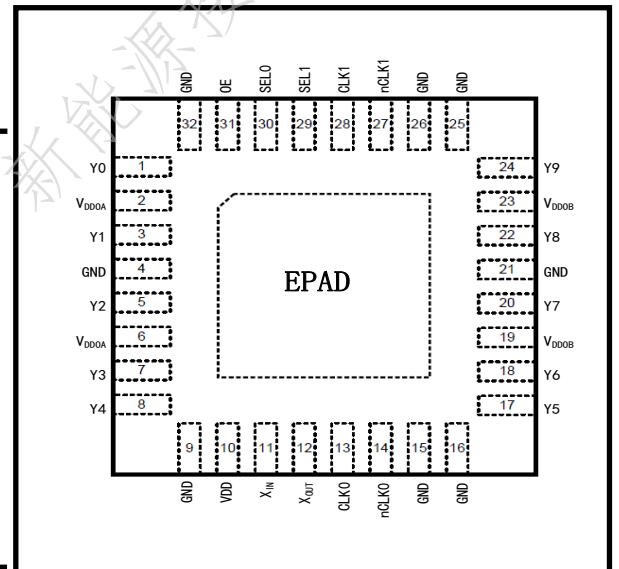 新能源
GND OE SEL0 SEL1 CLK1 nCLK1 GND GND
32 31 30 29 28 27 26 25
Y0 1 24 Y9
VDDOA 2 23 VDDOB
Y1 3 22 Y8
GND 4 21 GND
EPAD
Y2 5 20 Y7
VDDOA 6 19 VDDOB
Y3 7 18 Y6
Y4 8 17 Y5
9 10 11 12 13 14 15 16
GND VDD XIN XOUT CLK0 nCLK0 GND GND